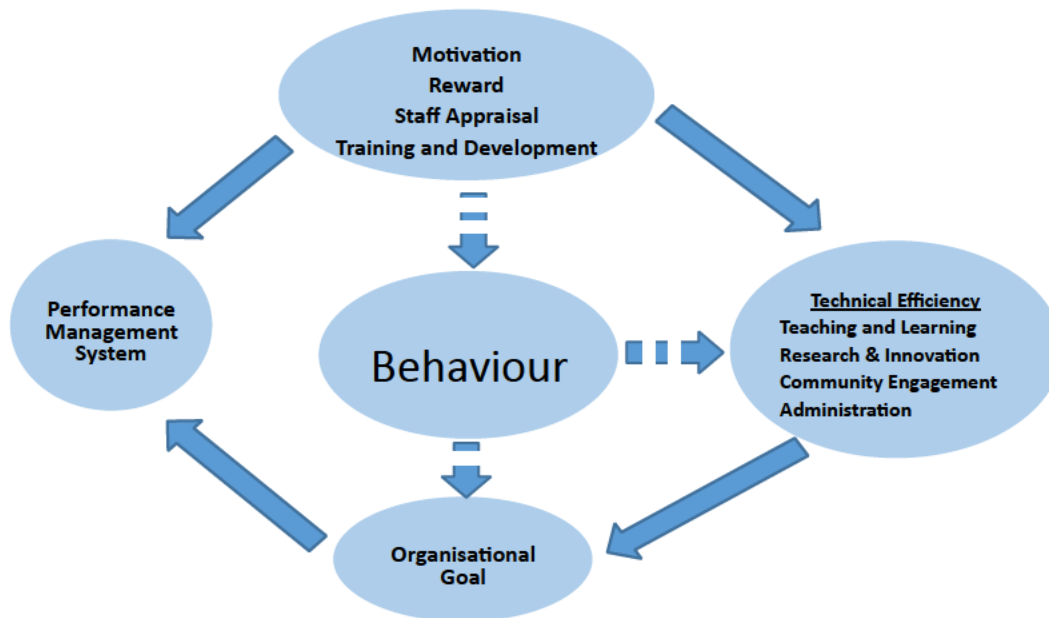 Motivation
Reward
Staff Appraisal
Training and Development
Performance
Management
System
Behaviour
Technical Efficiency
Teaching and Learning
Research & Innovation
Community Engagement
Administration
Organisational
Goal